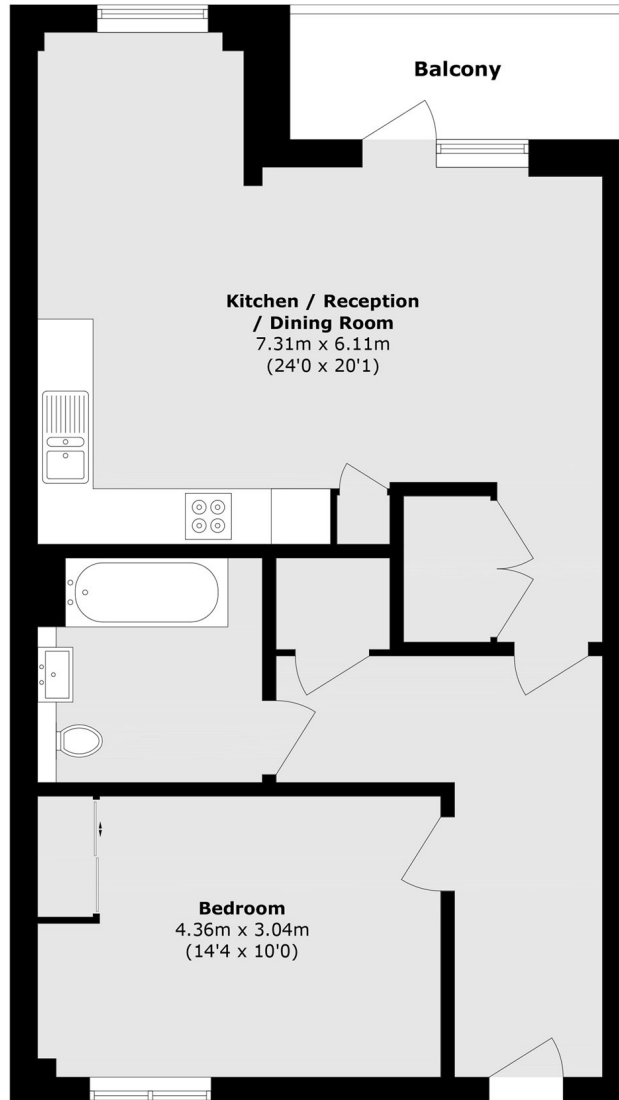 Balcony
Kitchen / Reception
/ Dining Room
7.31m x 6.11m
(24'0 x 20'1)
Bedroom
4.36m x 3.04m
(14'4 x 10'0)